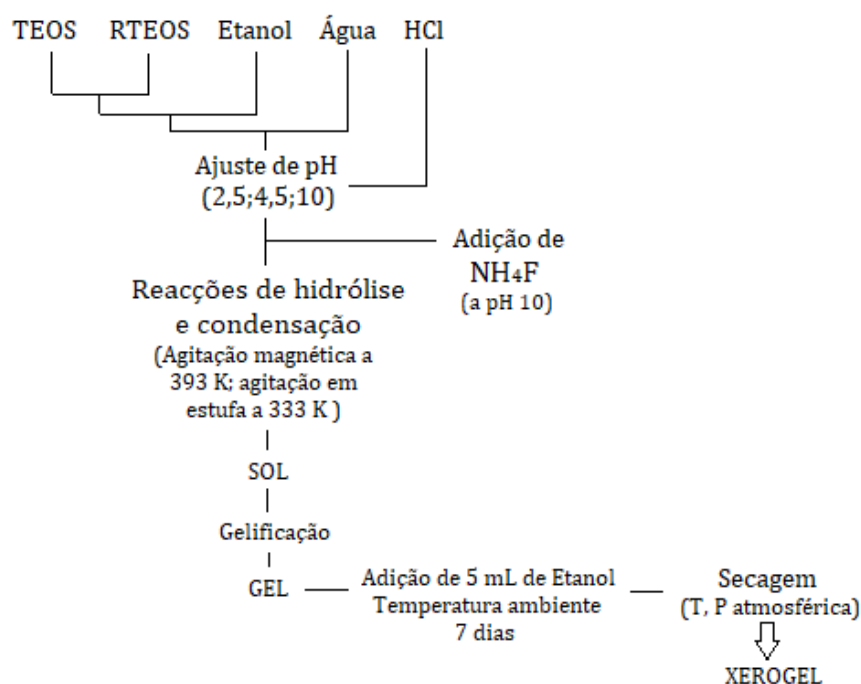 TEOS RTEOS Etanol Água HCl
Ajuste de pH
(2,5;4,5;10)
Adição de
NH₄F
(a pH 10)
Reacções de hidrólise
e condensação
(Agitação magnética a
393 K; agitação em
estufa a 333 K )
SOL
Gelificação
GEL
Adição de 5 mL de Etanol
Temperatura ambiente
7 dias
Secagem
(T, P atmosférica)
XEROGEL